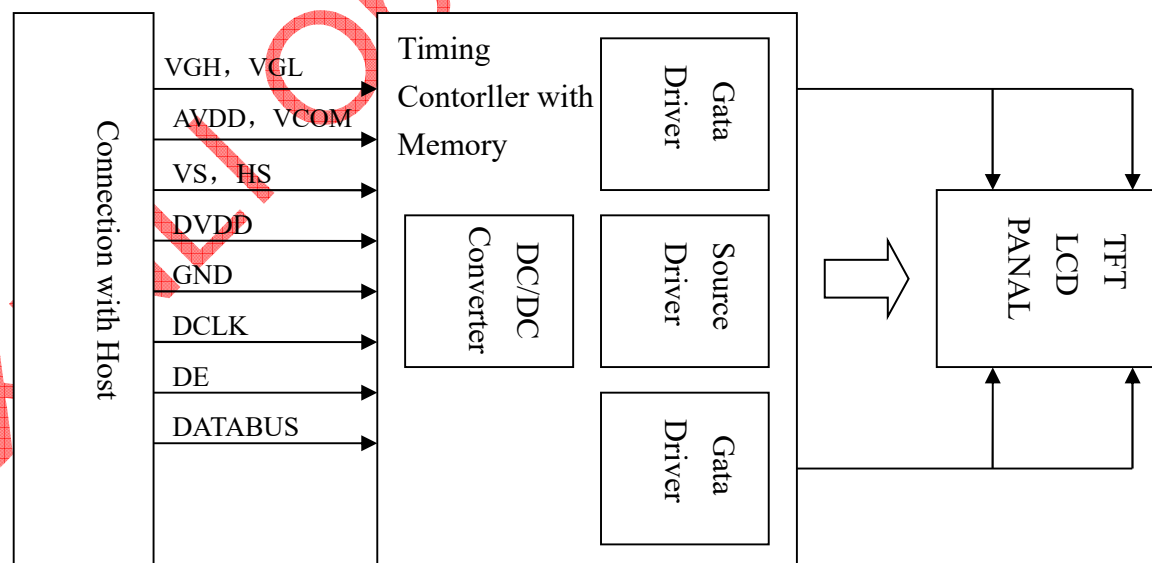 Connection with Host
VGH，VGL
AVDD，VCOM
VS，HS
DVDD
GND
DCLK
DE
DATABUS
Timing
Contorller with
Memory
Gata
Driver
DC/DC
Converter
Source
Driver
Gata
Driver
TFT
LCD
PANAL